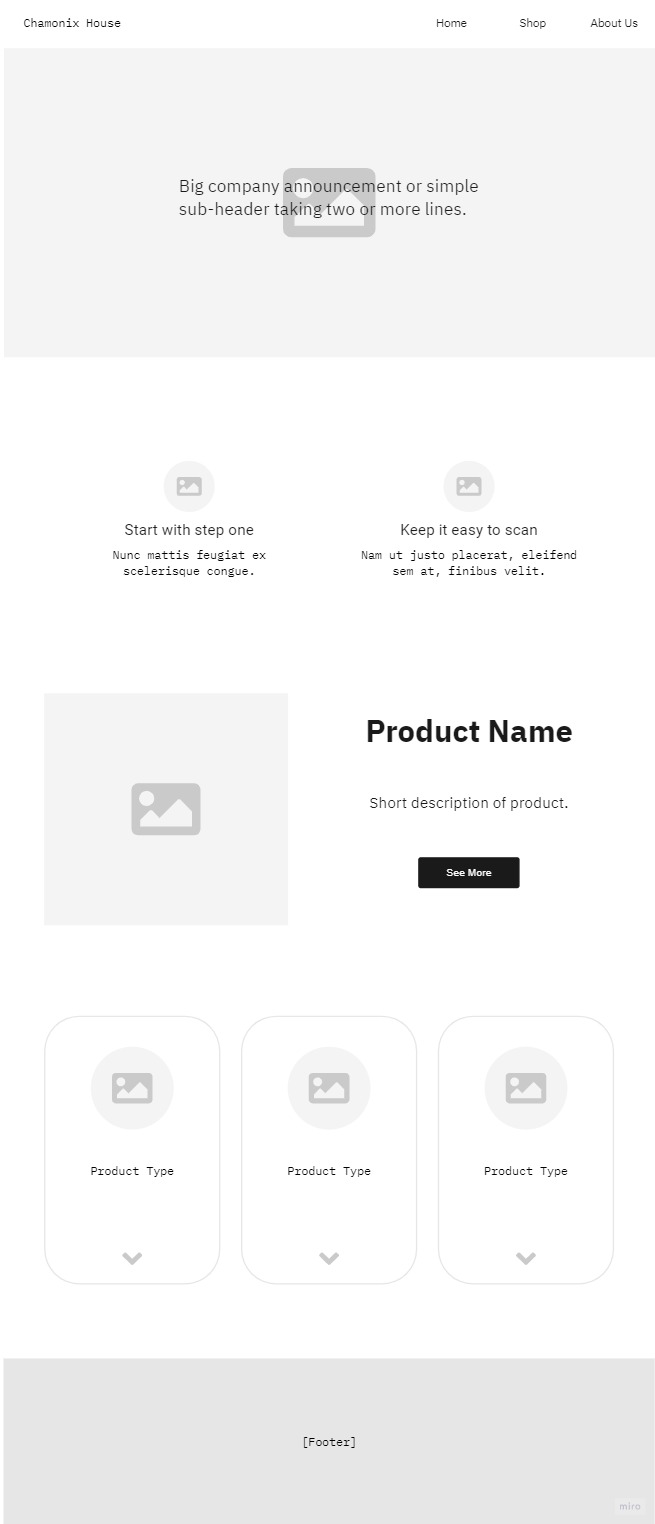 Chamonix House
Home
Shop
About Us
Big company announcement or simple
sub-header taking two or more lines.
Start with step one
Nunc mattis feugiat ex
scelerisque congue.
Keep it easy to scan
Nam ut justo placerat, eleifend
sem at, finibus velit.
Product Name
Short description of product.
See More
Product Type
Product Type
Product Type
[Footer]
miro